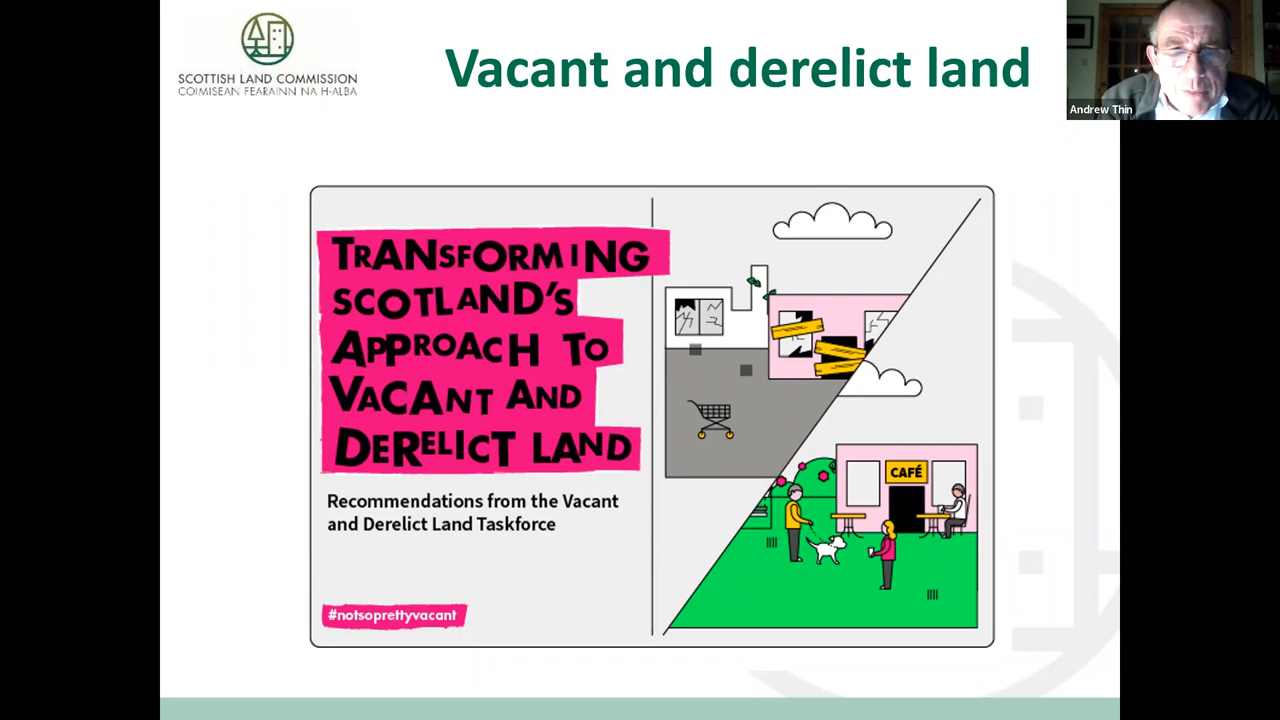 SCOTTISH LAND COMMISSION
COIMISEAN FEARAINN NA H-ALBA
Vacant and derelict land
Andrew Thin
TRANSFORMING
SCOTLAND'S
APPROACH TO
VACANT AND
DERELICT LAND
Recommendations from the Vacant
and Derelict Land Taskforce
#notsoprettyvacant
CAFÉ